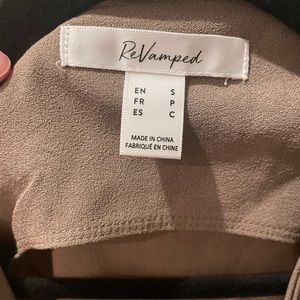 ReVamped
EN S
FR P
ES C
MADE IN CHINA
FABRIQUÉ EN CHINE